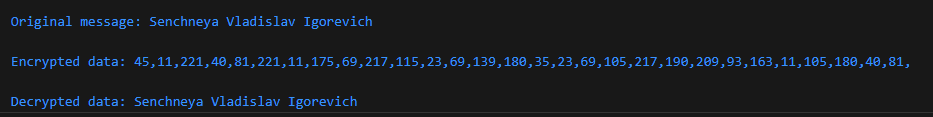 Original message: Senchneya Vladislav Igorevich
Encrypted data: 45,11,221,40,81,221,11,175,69,217,115,23,69,139,180,35,23,69,105,217,190,209,93,163,11,105,180,40,81,
Decrypted data: Senchneya Vladislav Igorevich